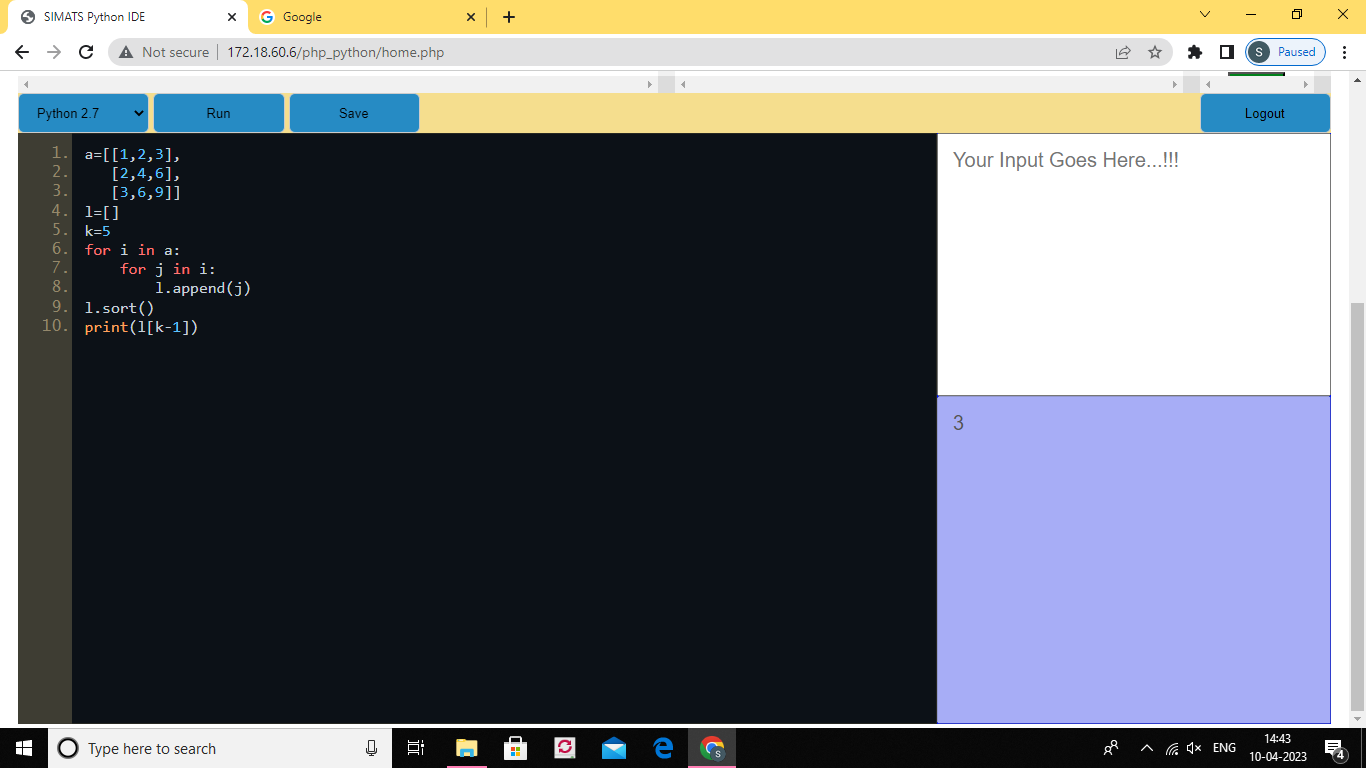 SIMATS Python IDE
Google
Not secure 172.18.60.6/php_python/home.php
S Paused
Python 2.7 Run Save Logout
1. a=[[1,2,3],
2. [2,4,6],
3. [3,6,9]]
4. l=[]
5. k=5
6. for i in a:
7. for j in i:
8. l.append(j)
9. l.sort()
10. print(l[k-1])
Your Input Goes Here...!!!
3
Type here to search
S
ENG
14:43
10-04-2023
4